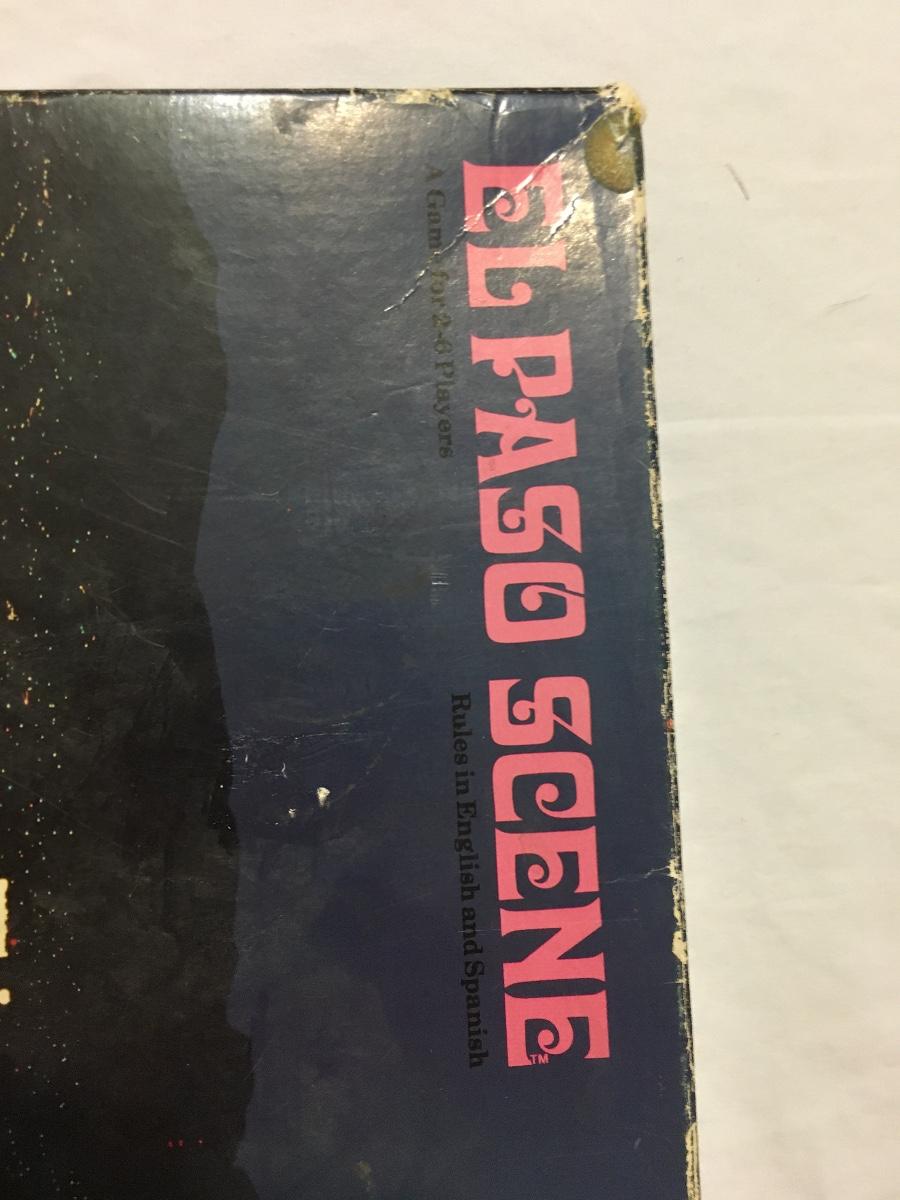 EL PASO SCENE™
A Game for 2-6 Players
Rules in English and Spanish